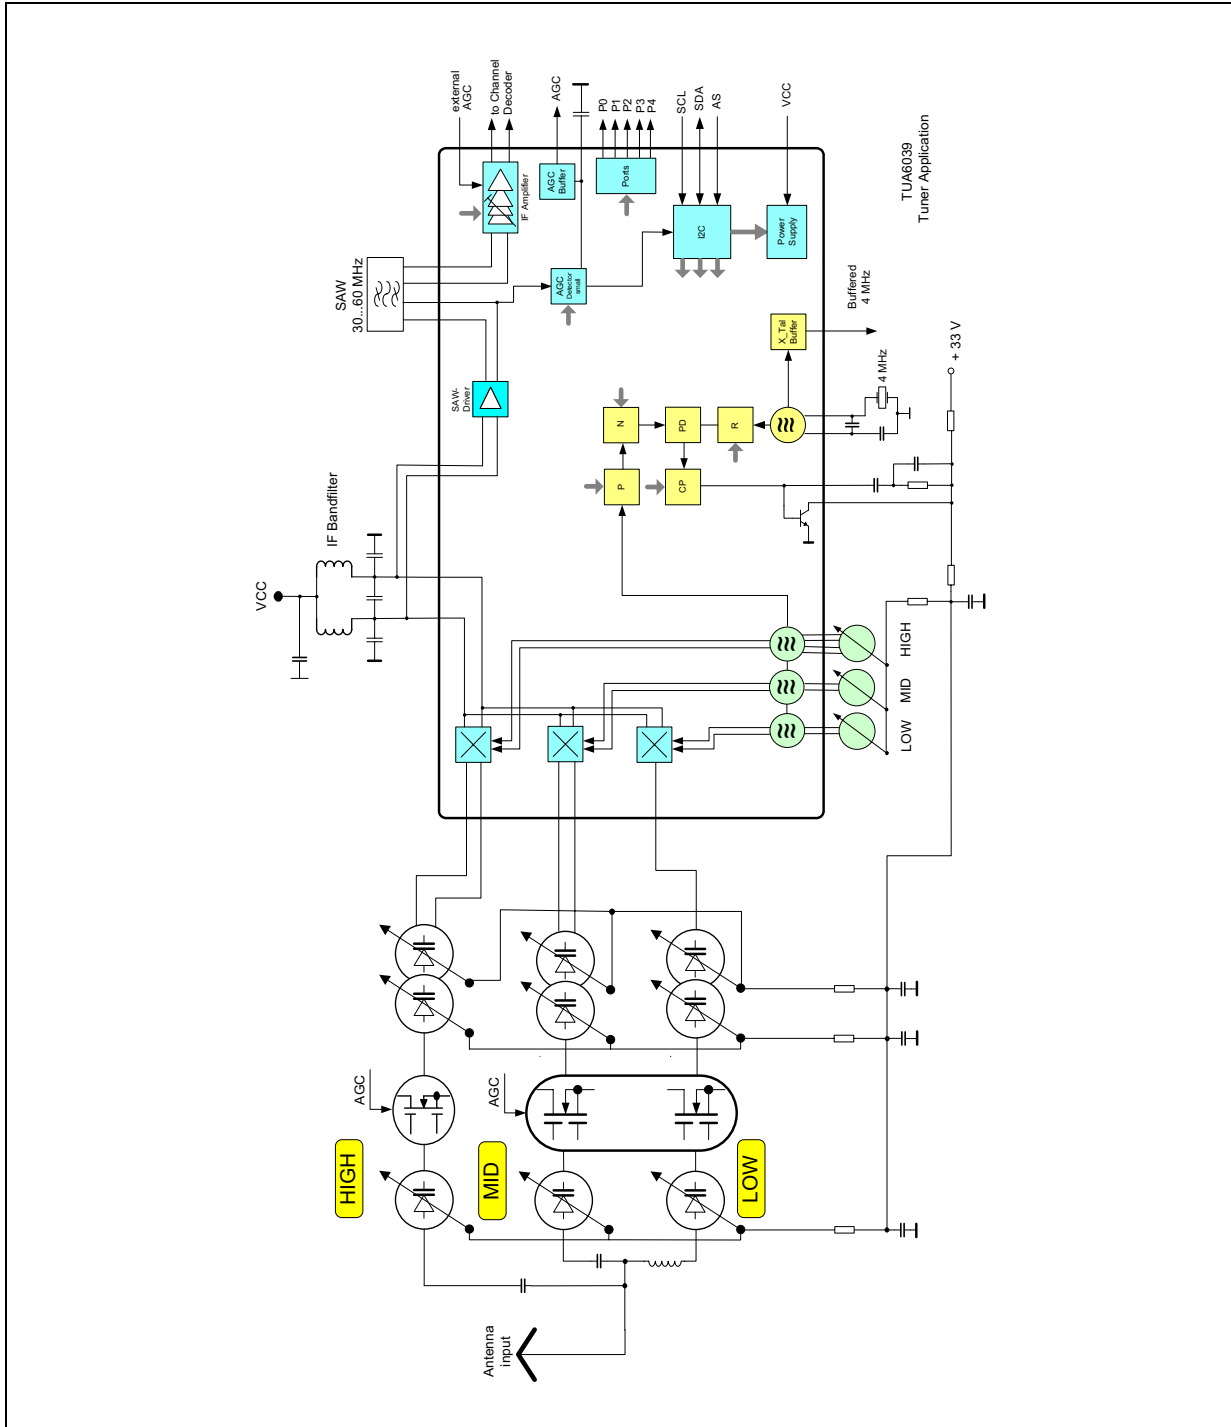 Antenna
input
HIGH
MID
LOW
AGC
AGC
VCC
IF Bandfilter
SAW-
Driver
SAW
30...60 MHz
external
AGC
to Channel
Decoder
IF Amplifier
AGC
AGC
Buffer
AGC
Detector
small
P0
P1
P2
P3
P4
Ports
SCL
SDA
AS
I2C
VCC
Power
Supply
N
PD
R
P
CP
X_Tal
Buffer
Buffered
4 MHz
4 MHz
+ 33 V
HIGH
MID
LOW
TUA6039
Tuner Application